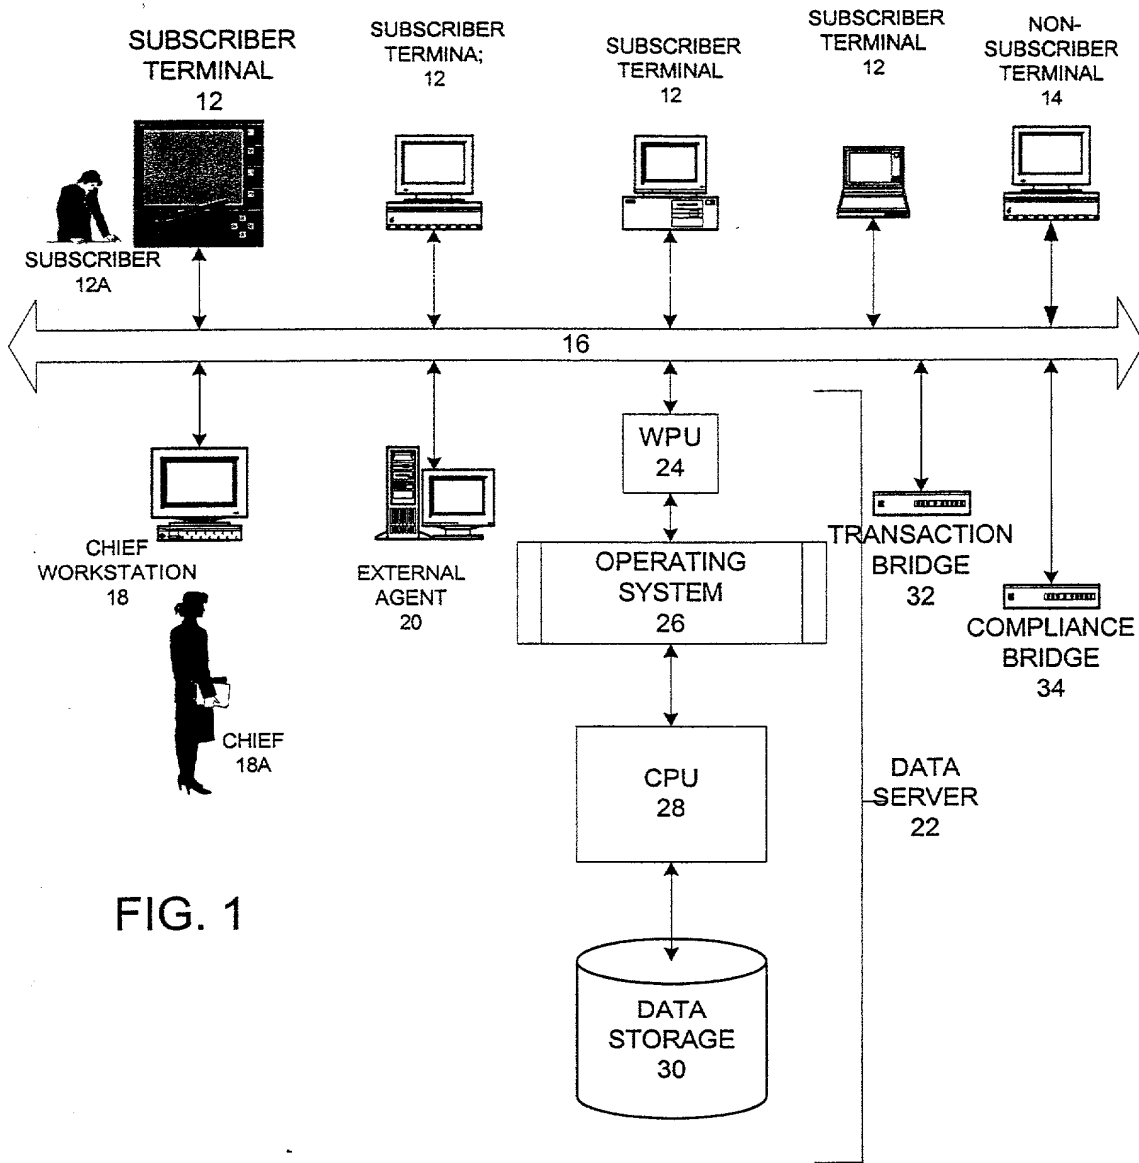 SUBSCRIBER
TERMINAL
12
SUBSCRIBER
TERMINA;
12
SUBSCRIBER
TERMINAL
12
SUBSCRIBER
TERMINAL
12
NON-
SUBSCRIBER
TERMINAL
14
SUBSCRIBER
12A
16
CHIEF
WORKSTATION
18
CHIEF
18A
EXTERNAL
AGENT
20
WPU
24
OPERATING
SYSTEM
26
CPU
28
DATA
STORAGE
30
TRANSACTION
BRIDGE
32
COMPLIANCE
BRIDGE
34
DATA
SERVER
22
FIG. 1